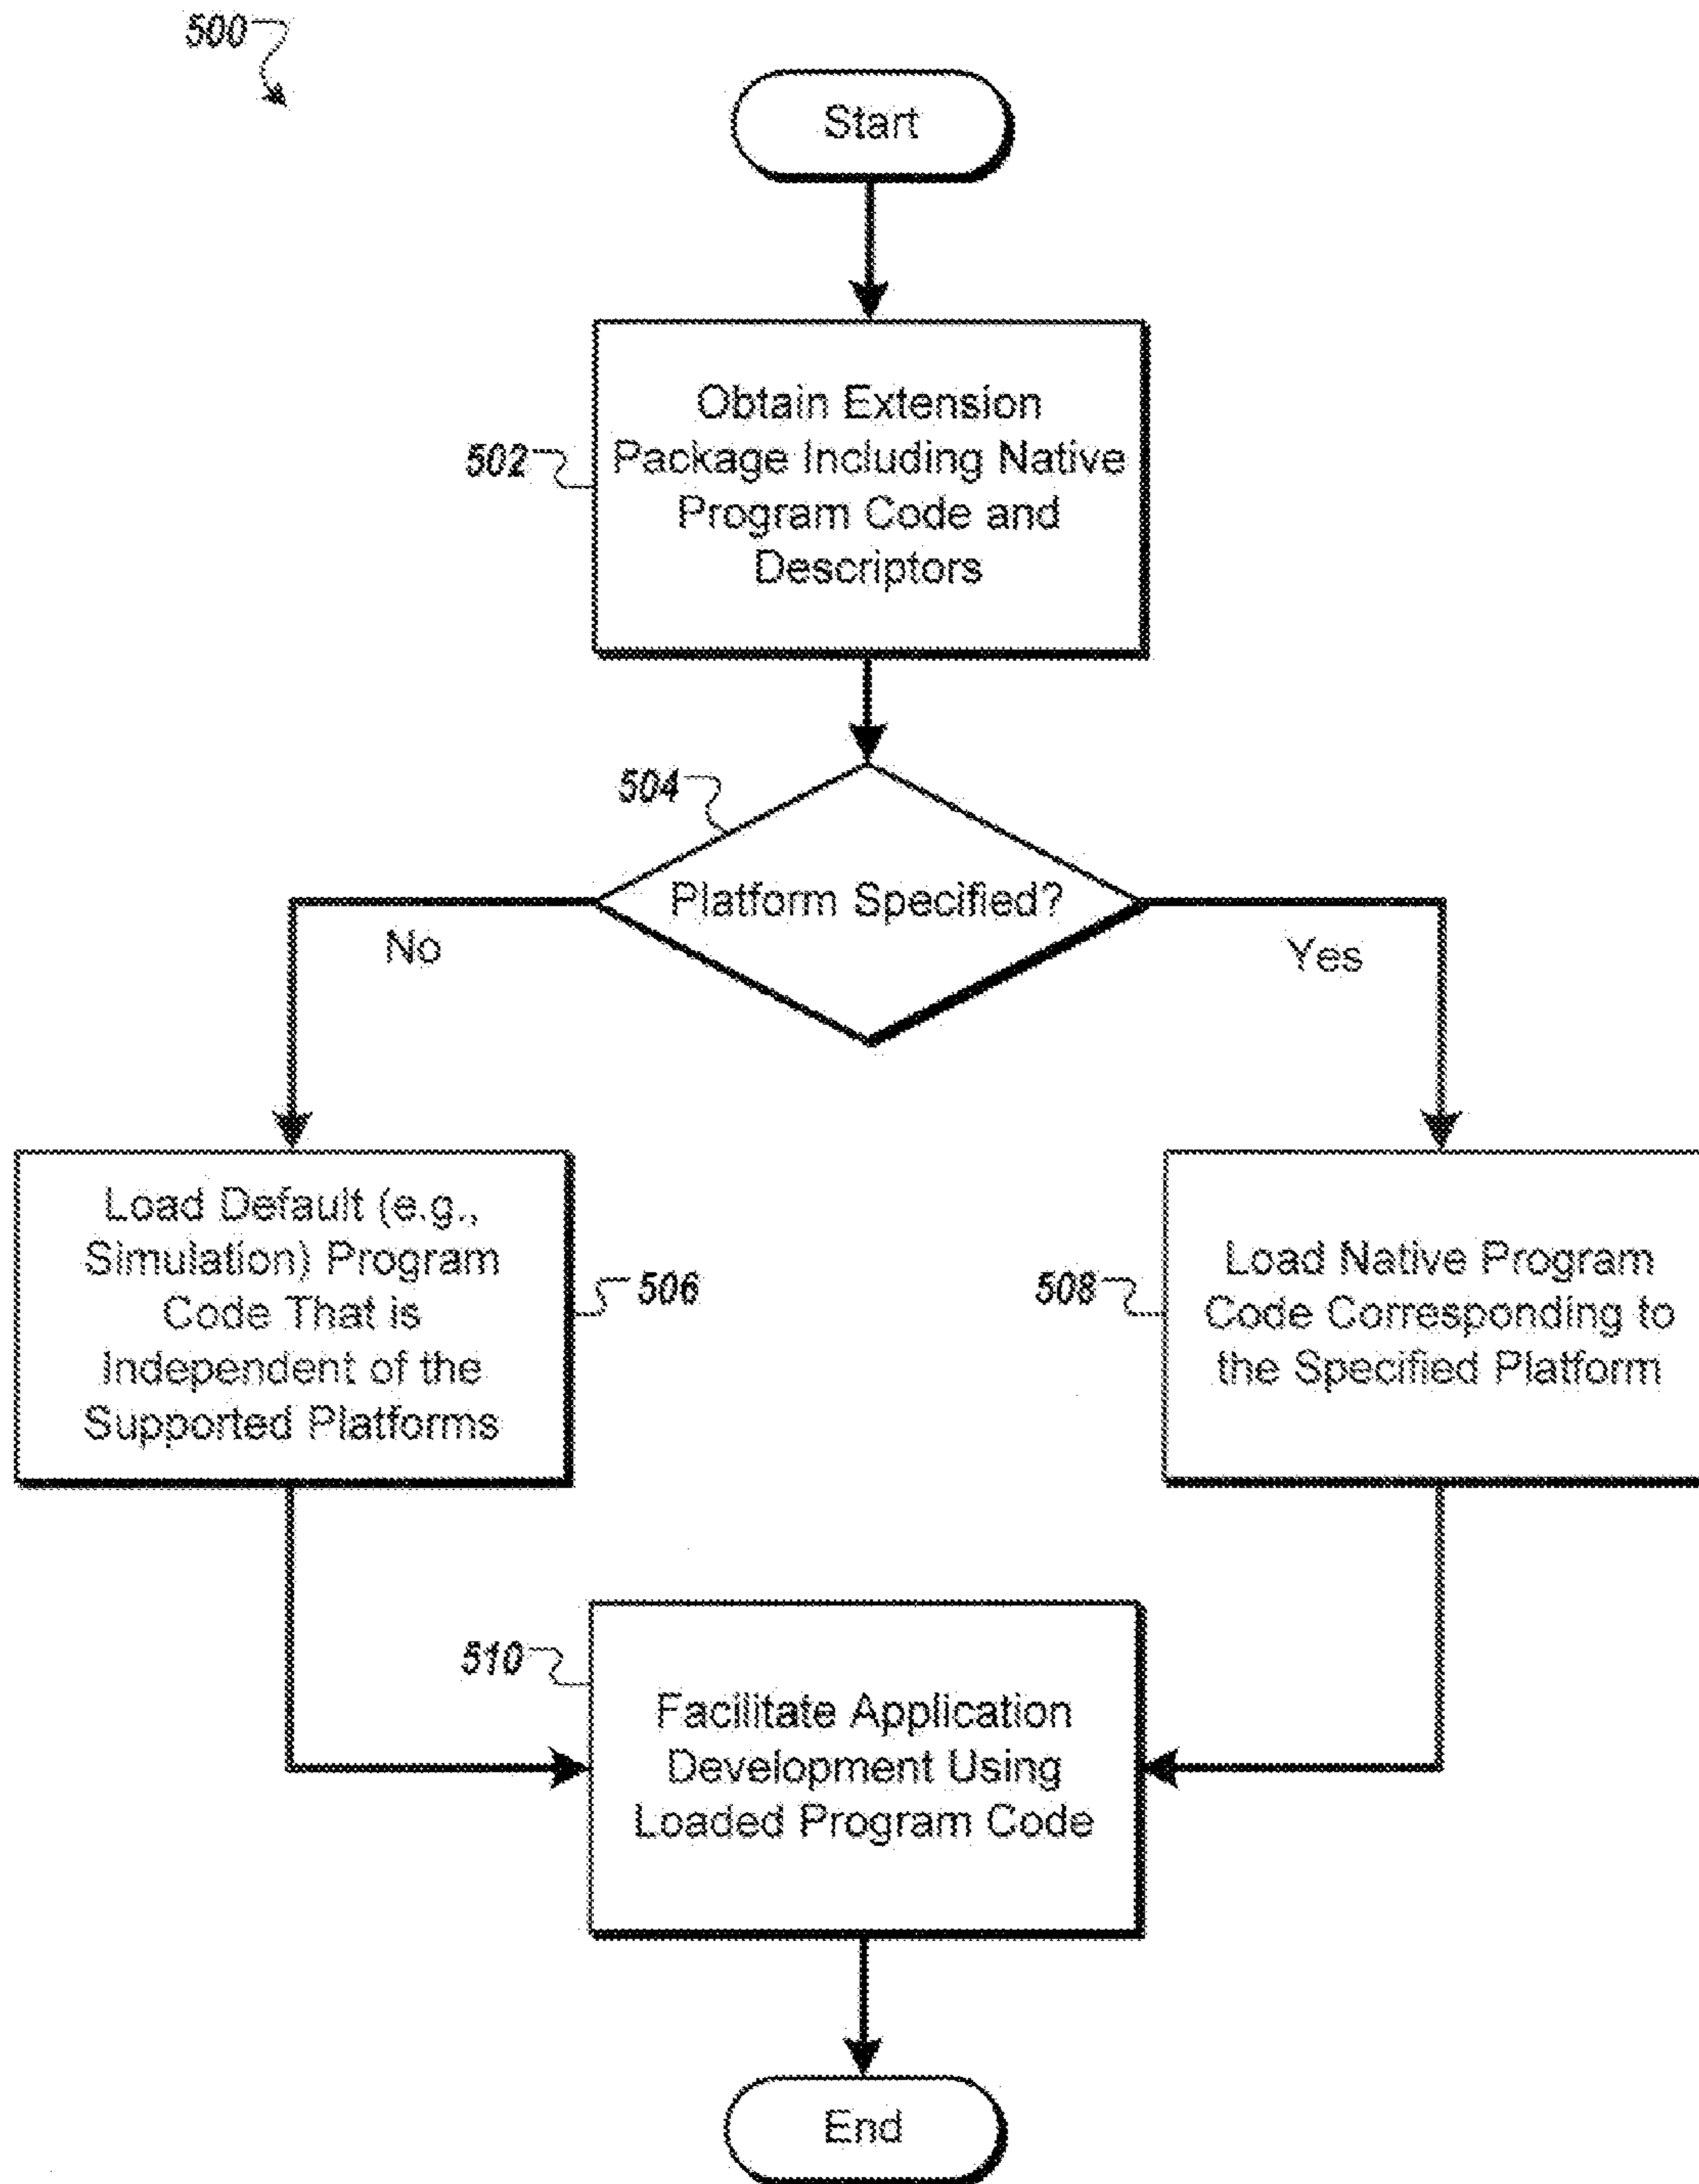 500
Start
Obtain Extension
Package Including Native
Program Code and
Descriptors
502
504
Platform Specified?
No
Yes
Load Default (e.g.,
Simulation) Program
Code That is
Independent of the
Supported Platforms
506
508
Load Native Program
Code Corresponding to
the Specified Platform
510
Facilitate Application
Development Using
Loaded Program Code
End